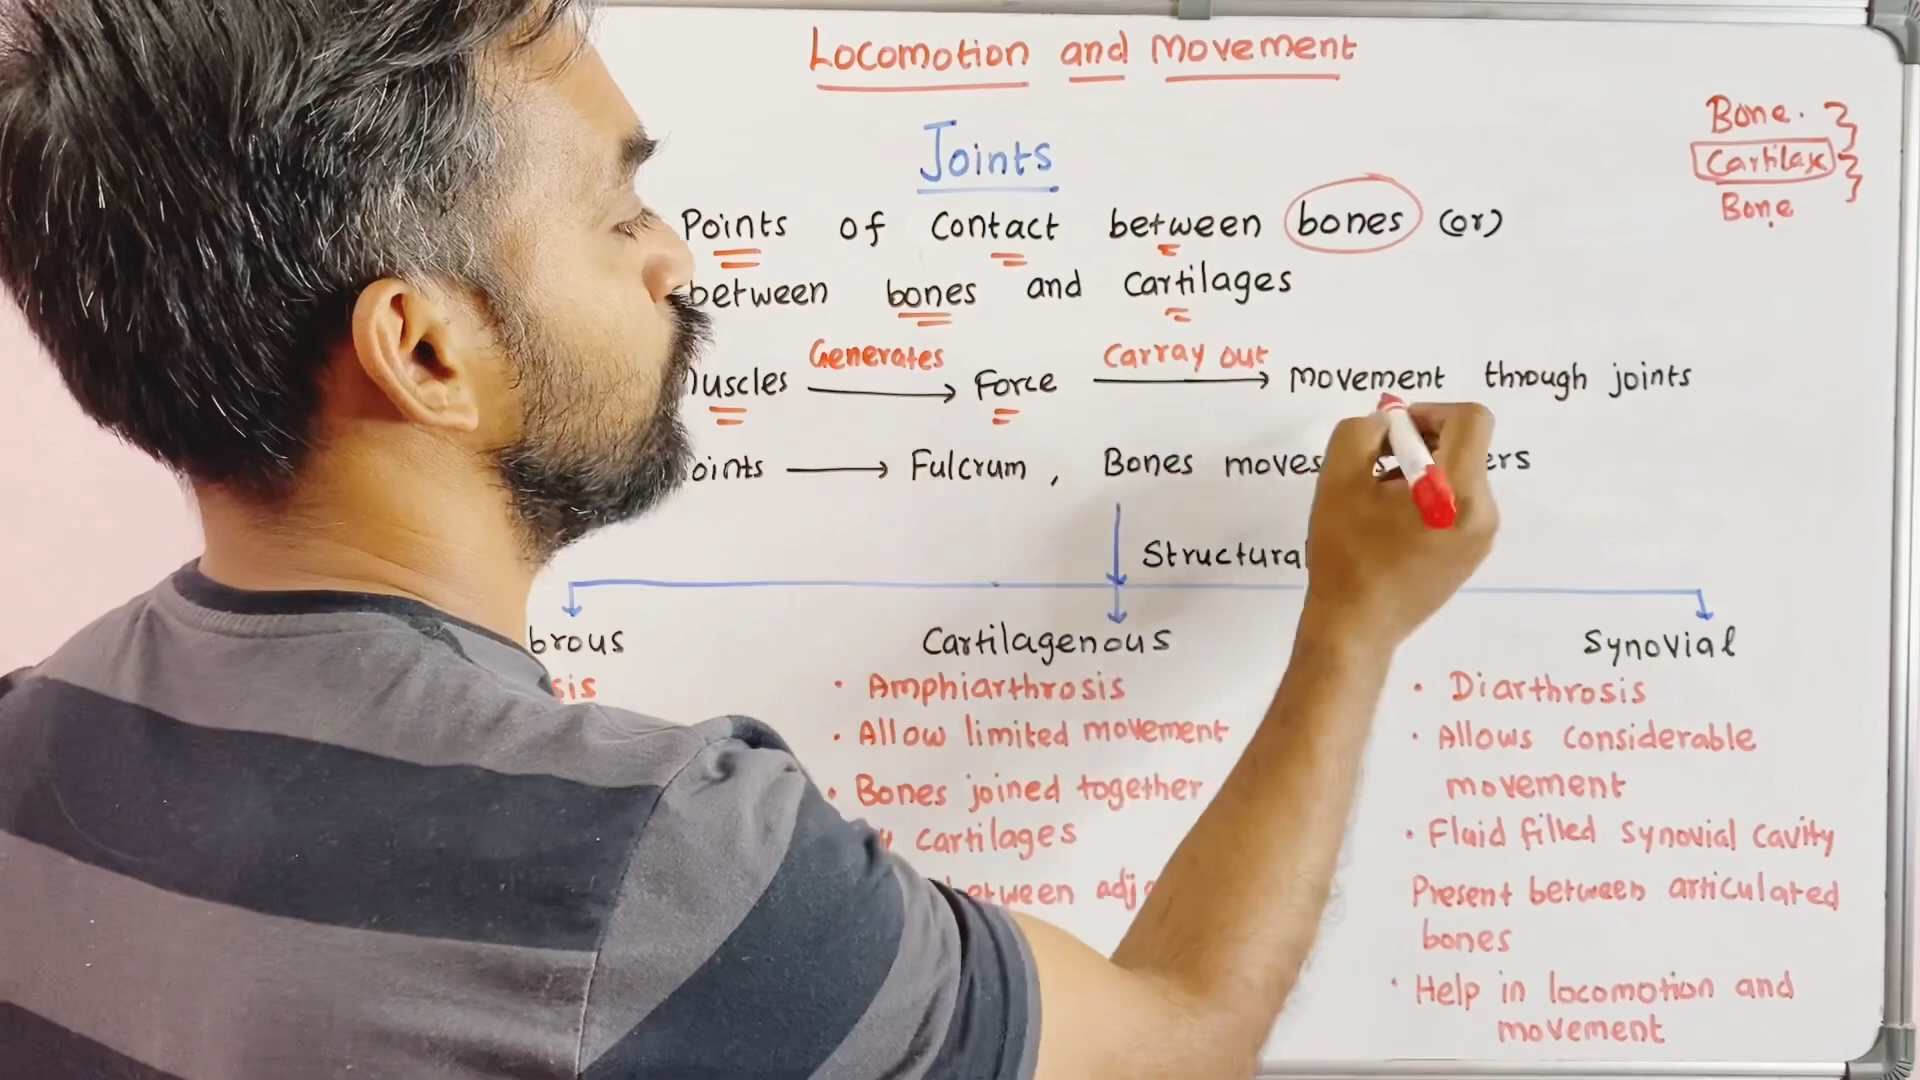 Locomotion and Movement
Joints
Bone.
Cartilage
Bone
Points of Contact between bones (or)
between bones and Cartilages
Generates Carray out
Muscles Force Movement through joints
oints Fulcrum , Bones moves ers
Structural
brous Cartilagenous Synovial
sis
• Amphiarthrosis
• Allow limited movement
• Bones joined together
cartilages
between adj
• Diarthrosis
• Allows considerable
movement
• Fluid filled synovial cavity
Present between articulated
bones
• Help in locomotion and
movement